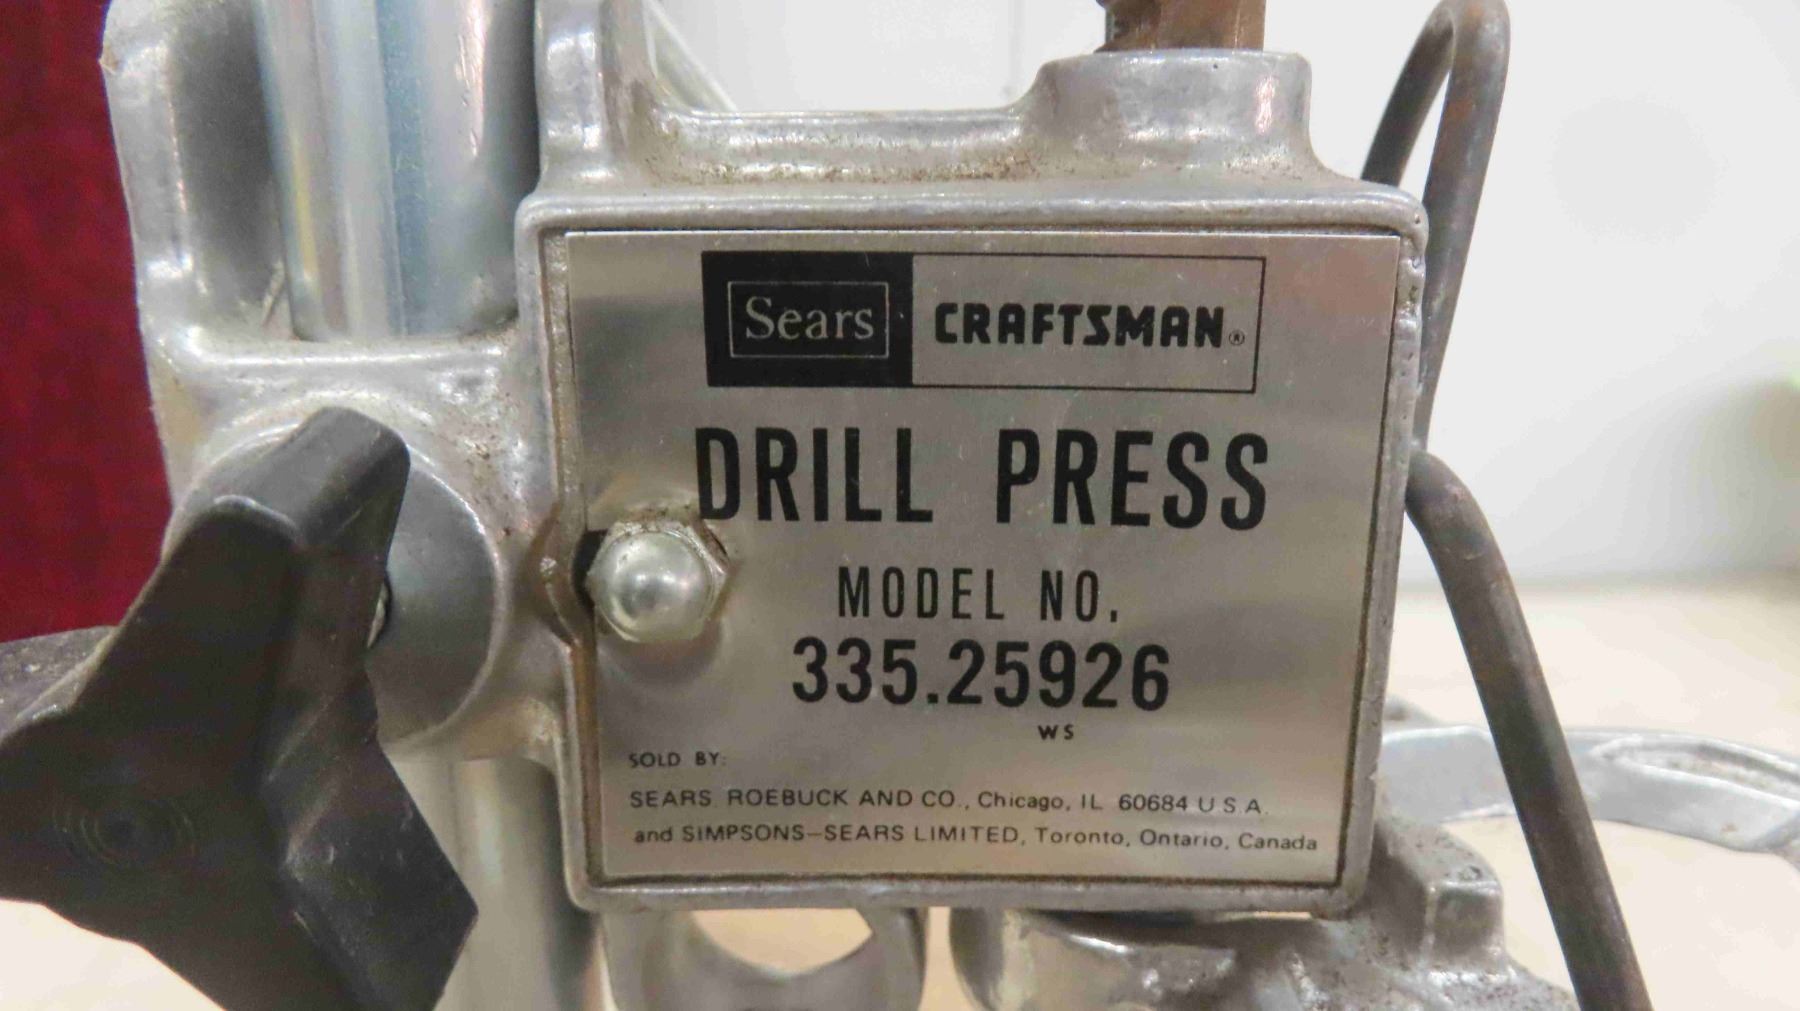 Sears CRAFTSMAN®
DRILL PRESS
MODEL NO.
335.25926
WS
SOLD BY:
SEARS, ROEBUCK AND CO., Chicago, IL 60684 U.S.A.
and SIMPSONS-SEARS LIMITED, Toronto, Ontario, Canada